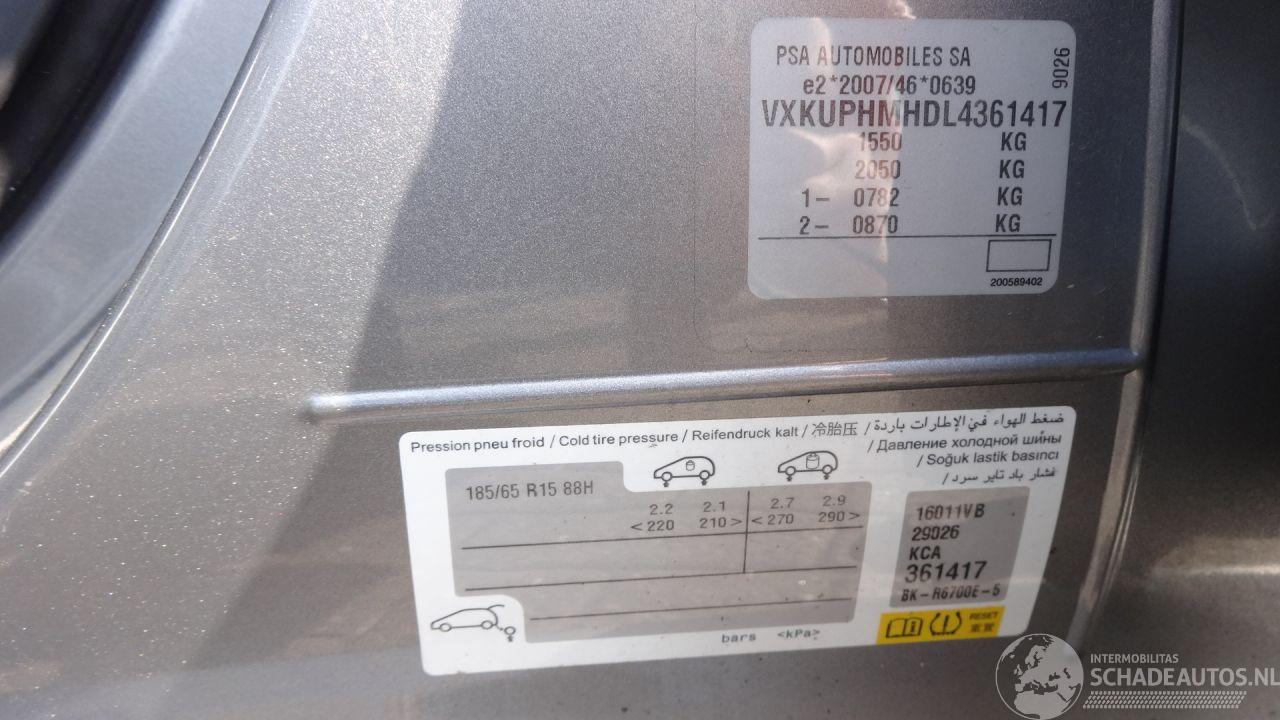 PSA AUTOMOBILES SA
9026
e2*2007/46*0639
VXKUPHMHDL4361417
1550 KG
2050 KG
1- 0782 KG
2- 0870 KG
200589402
Pression pneu froid / Cold tire pressure / Reifendruck kalt / 冷胎压 / ضغط الهواء في الإطارات باردة /
/ Давление холодной шины
/ Soğuk lastik basıncı
/ فشار باد تایر سرد
185/65 R15 88H
2.2 2.1 2.7 2.9
<220 210> <270 290>
16011VB
29026
KCA
361417
BK-R6700E-5
RESET
bars <kPa>
INTERMOBILITAS
SCHADEAUTOS.NL